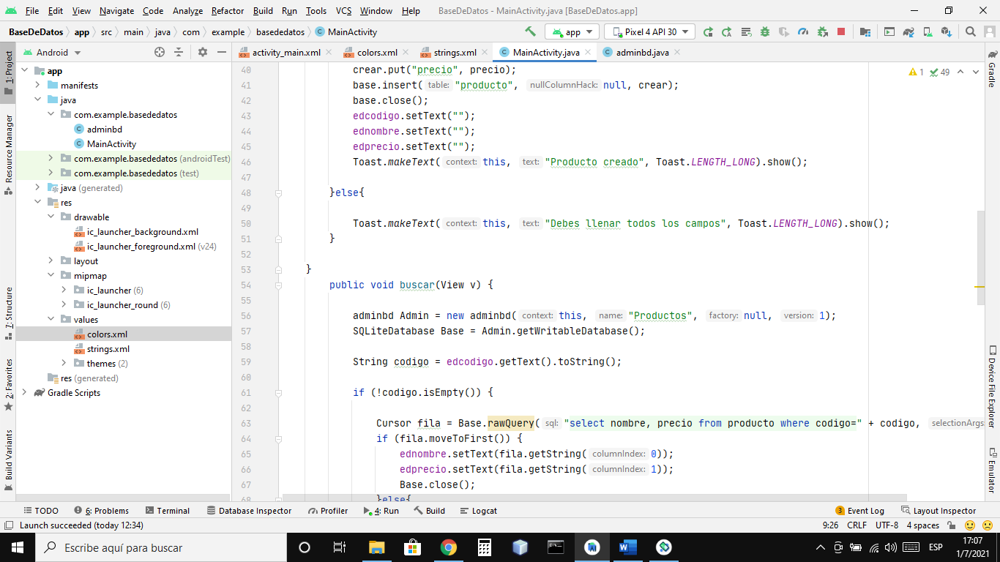 File Edit View Navigate Code Analyze Refactor Build Run Tools VCS Window Help BaseDeDatos - MainActivity.java [BaseDeDatos.app]
BaseDeDatos app src main java com example basededatos MainActivity app Pixel 4 API 30
Android activity_main.xml colors.xml strings.xml MainActivity.java adminbd.java
1: Project
Resource Manager
7: Structure
2: Favorites
Build Variants
app
manifests
java
com.example.basededatos
adminbd
MainActivity
com.example.basededatos (androidTest)
com.example.basededatos (test)
java (generated)
res
drawable
ic_launcher_background.xml
ic_launcher_foreground.xml (v24)
layout
mipmap
ic_launcher (6)
ic_launcher_round (6)
values
colors.xml
strings.xml
themes (2)
res (generated)
Gradle Scripts
1 49
40 crear.put("precio", precio);
41 base.insert( table: "producto", nullColumnHack: null, crear);
42 base.close();
43 edcodigo.setText("");
44 ednombre.setText("");
45 edprecio.setText("");
46 Toast.makeText( context: this, text: "Producto creado", Toast.LENGTH_LONG).show();
47
48 }else{
49
50 Toast.makeText( context: this, text: "Debes llenar todos los campos", Toast.LENGTH_LONG).show();
51 }
52
53 }
54 public void buscar(View v) {
55
56 adminbd Admin = new adminbd( context: this, name: "Productos", factory: null, version: 1);
57 SQLiteDatabase Base = Admin.getWritableDatabase();
58
59 String codigo = edcodigo.getText().toString();
60
61 if (!codigo.isEmpty()) {
62
63 Cursor fila = Base.rawQuery( sql: "select nombre, precio from producto where codigo=" + codigo, selectionArgs
64 if (fila.moveToFirst()) {
65 ednombre.setText(fila.getString( columnIndex: 0));
66 edprecio.setText(fila.getString( columnIndex: 1));
67 Base.close();
68 }else{
Gradle
Device File Explorer
Emulator
TODO 6: Problems Terminal Database Inspector Profiler 4: Run Build Logcat 3 Event Log Layout Inspector
Launch succeeded (today 12:34) 9:26 CRLF UTF-8 4 spaces
Escribe aquí para buscar ESP 17:07
1/7/2021